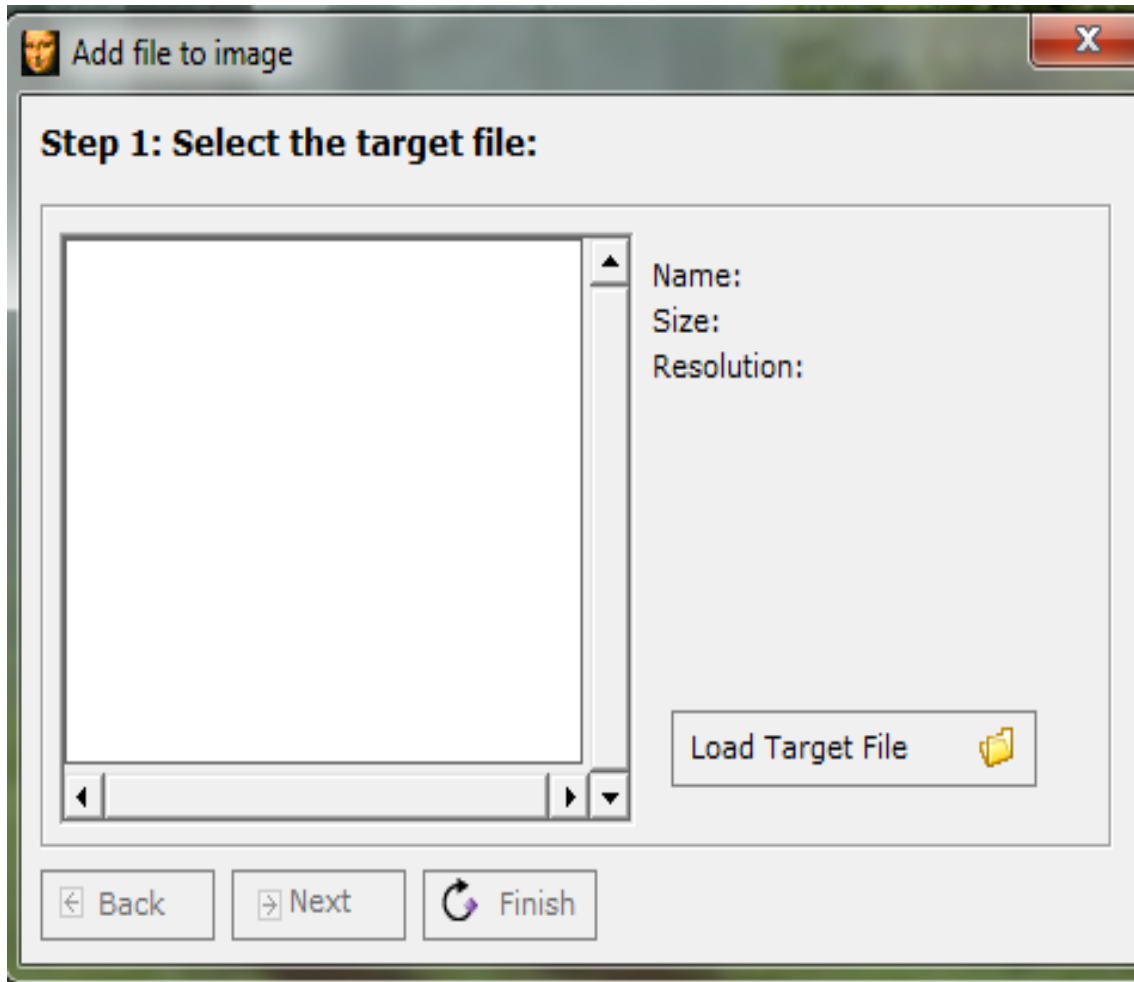 Add file to image
X
Step 1: Select the target file:
Name:
Size:
Resolution:
Load Target File
Back
Next
Finish